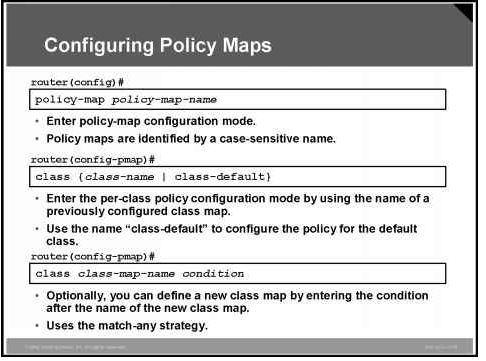 Configuring Policy Maps
router(config)#
policy-map policy-map-name
• Enter policy-map configuration mode.
• Policy maps are identified by a case-sensitive name.
router(config-pmap)#
class {class-name | class-default}
• Enter the per-class policy configuration mode by using the name of a
previously configured class map.
• Use the name “class-default” to configure the policy for the default
class.
router(config-pmap)#
class class-map-name condition
• Optionally, you can define a new class map by entering the condition
after the name of the new class map.
• Uses the match-any strategy.